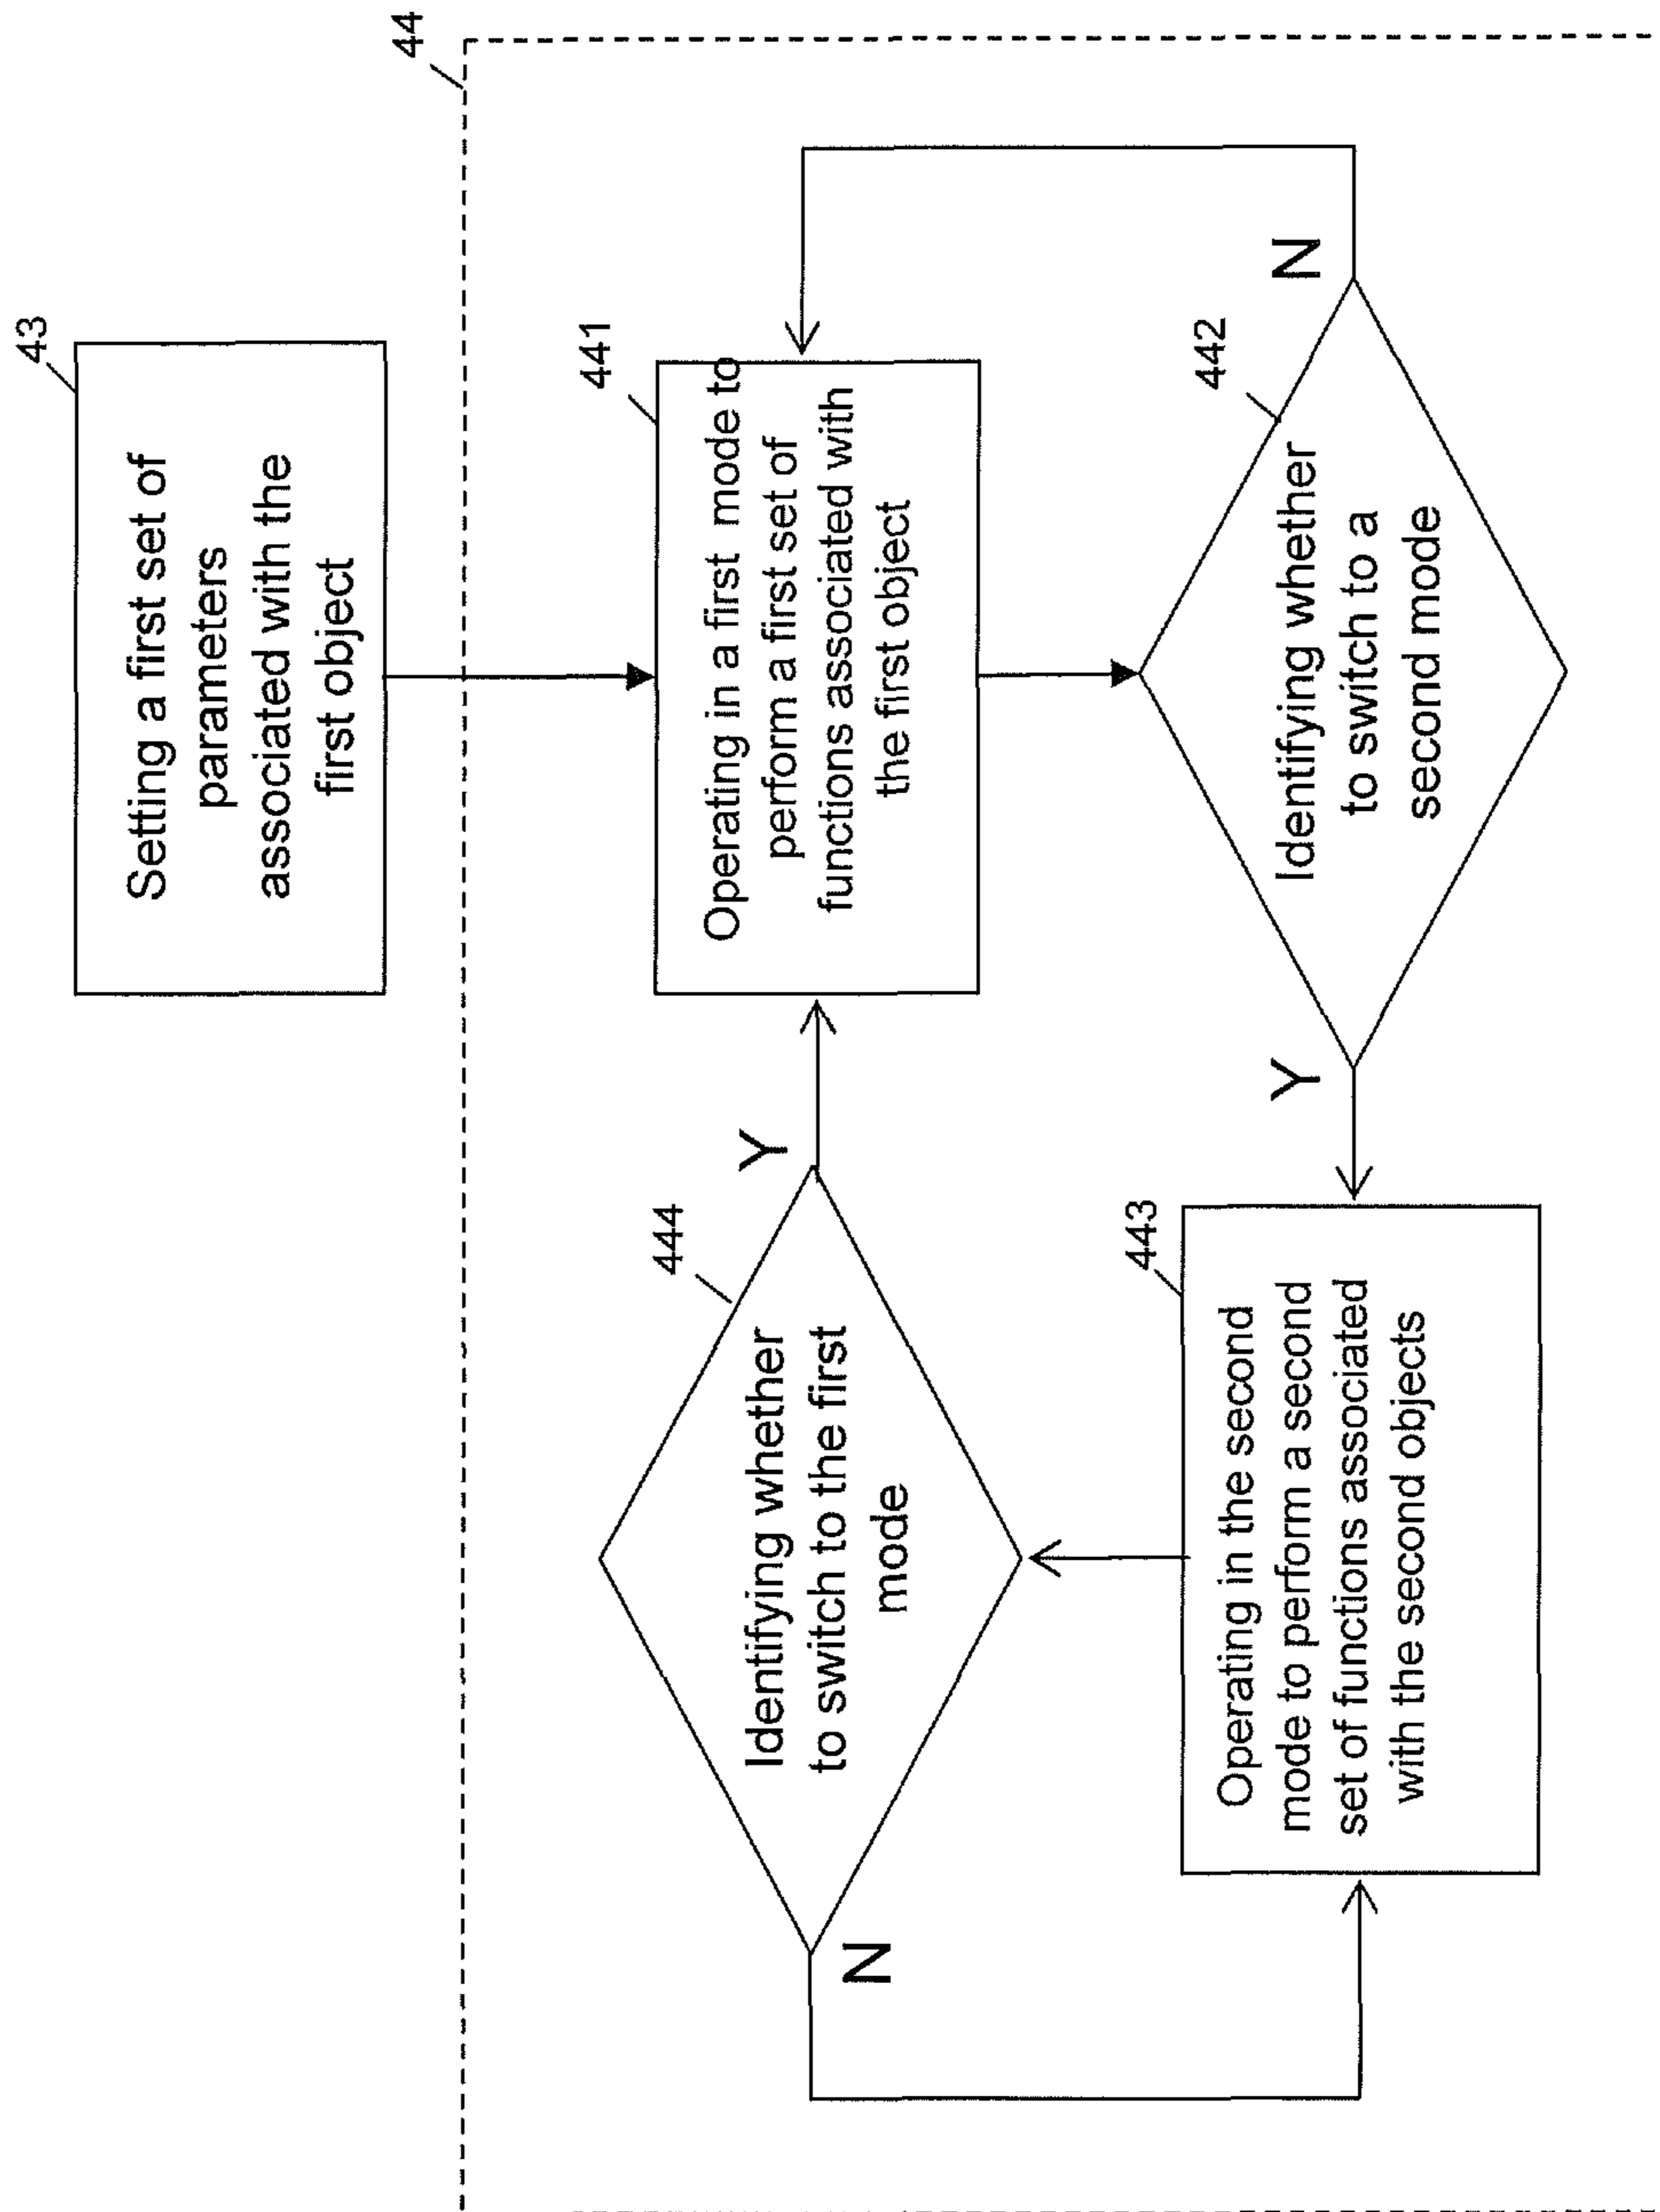 43
Setting a first set of
parameters
associated with the
first object
44
441
Operating in a first mode to
perform a first set of
functions associated with
the first object
442
Identifying whether
to switch to a
second mode
N
Y
443
Operating in the second
mode to perform a second
set of functions associated
with the second objects
444
Identifying whether
to switch to the first
mode
Y
N